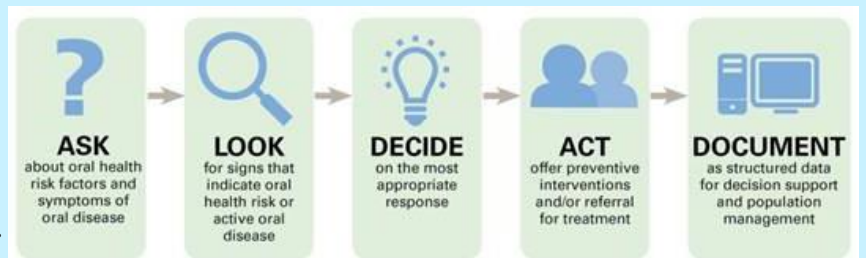 ?
ASK
about oral health
risk factors and
symptoms of
oral disease
LOOK
for signs that
indicate oral
health risk or
active oral
disease
DECIDE
on the most
appropriate
response
ACT
offer preventive
interventions
and/or referral
for treatment
DOCUMENT
as structured data
for decision support
and population
management